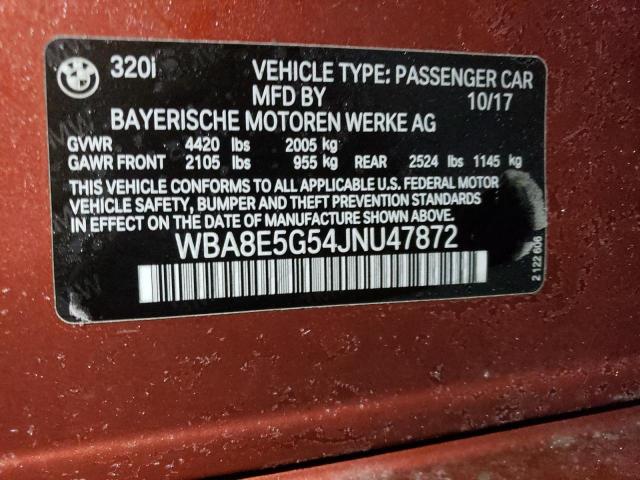 320i VEHICLE TYPE: PASSENGER CAR
MFD BY 10/17
BAYERISCHE MOTOREN WERKE AG
GVWR 4420 lbs 2005 kg
GAWR FRONT 2105 lbs 955 kg REAR 2524 lbs 1145 kg
THIS VEHICLE CONFORMS TO ALL APPLICABLE U.S. FEDERAL MOTOR
VEHICLE SAFETY, BUMPER AND THEFT PREVENTION STANDARDS
IN EFFECT ON THE DATE OF MANUFACTURE SHOWN ABOVE.
WBA8E5G54JNU47872
2 122 606